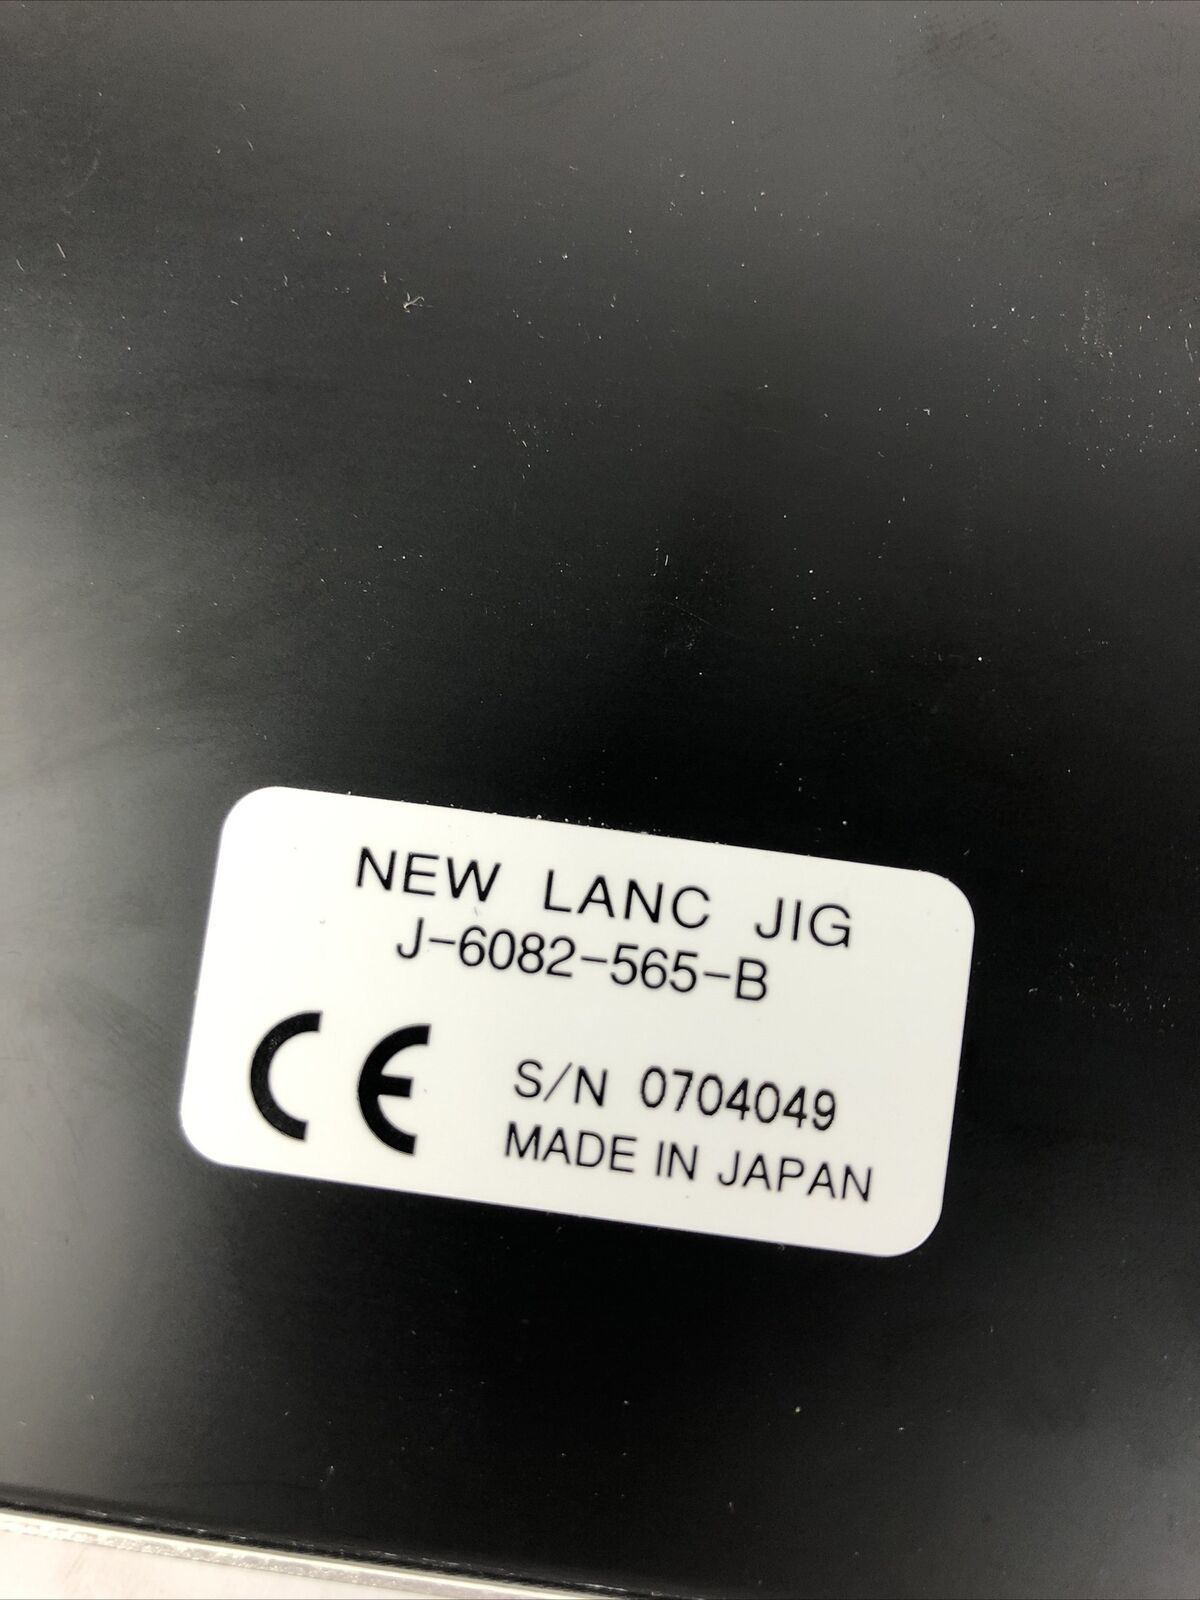 NEW LANC JIG
J-6082-565-B
CE S/N 0704049
MADE IN JAPAN